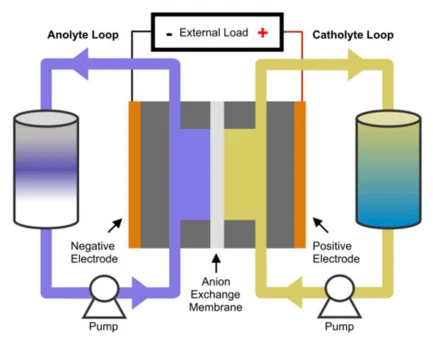 Anolyte Loop
- External Load +
Catholyte Loop
Negative
Electrode
Positive
Electrode
Anion
Exchange
Membrane
Pump
Pump